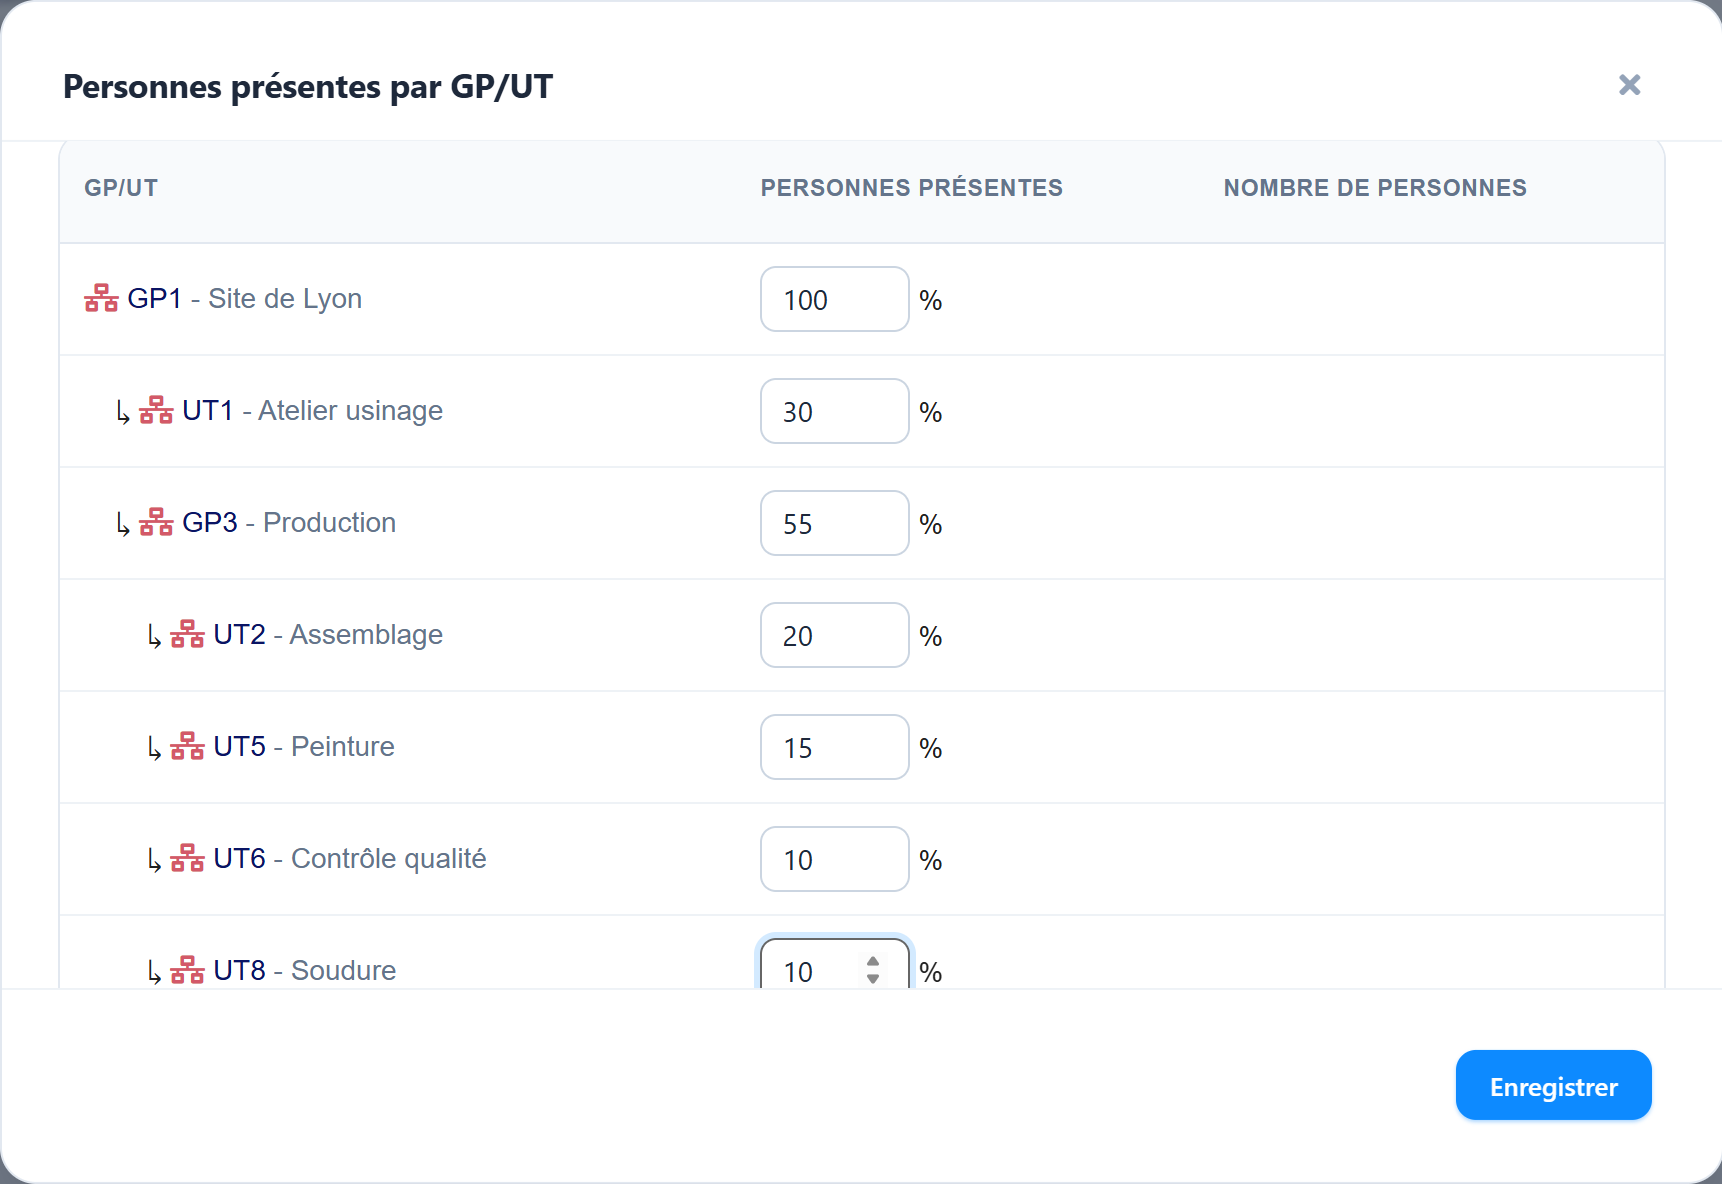 Personnes présentes par GP/UT
GP/UT PERSONNES PRÉSENTES NOMBRE DE PERSONNES
GP1 - Site de Lyon 100 %
↳ UT1 - Atelier usinage 30 %
↳ GP3 - Production 55 %
↳ UT2 - Assemblage 20 %
↳ UT5 - Peinture 15 %
↳ UT6 - Contrôle qualité 10 %
↳ UT8 - Soudure 10 %
Enregistrer